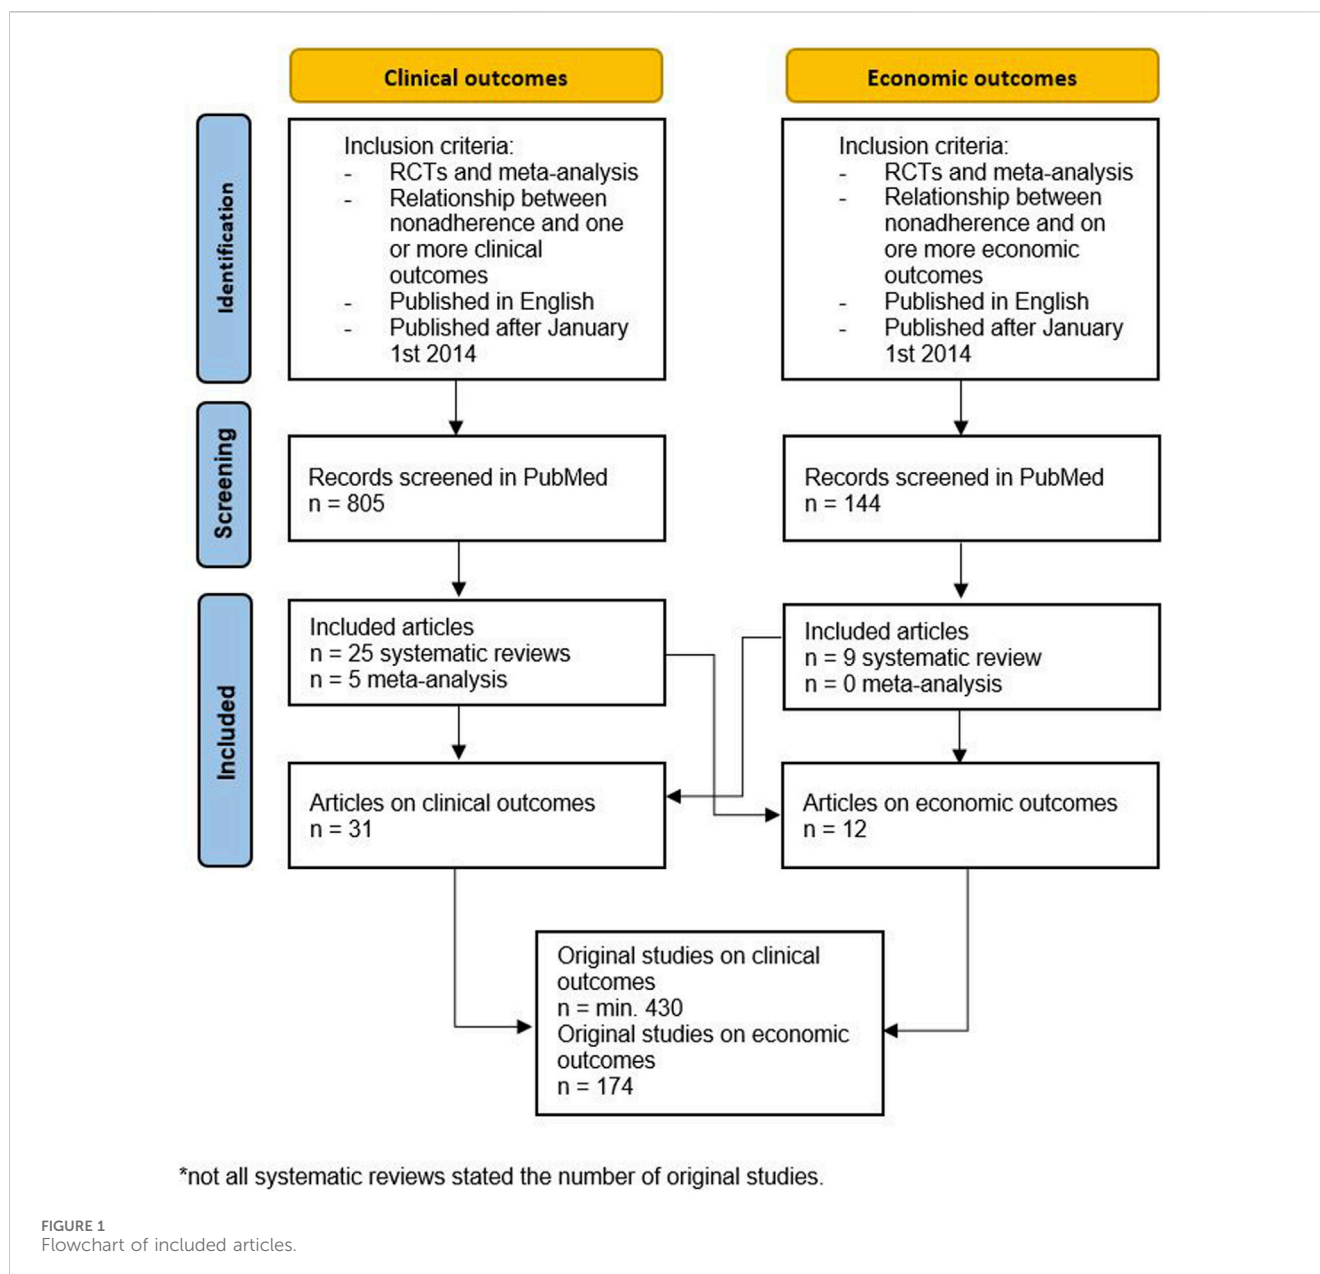 Clinical outcomes
Economic outcomes
Identification
Inclusion criteria:
- RCTs and meta-analysis
- Relationship between
nonadherence and one
or more clinical
outcomes
- Published in English
- Published after January
1st 2014
Inclusion criteria:
- RCTs and meta-analysis
- Relationship between
nonadherence and on
ore more economic
outcomes
- Published in English
- Published after January
1st 2014
Screening
Records screened in PubMed
n = 805
Records screened in PubMed
n = 144
Included
Included articles
n = 25 systematic reviews
n = 5 meta-analysis
Included articles
n = 9 systematic review
n = 0 meta-analysis
Articles on clinical outcomes
n = 31
Articles on economic outcomes
n = 12
Original studies on clinical
outcomes
n = min. 430
Original studies on economic
outcomes
n = 174
*not all systematic reviews stated the number of original studies.
FIGURE 1
Flowchart of included articles.